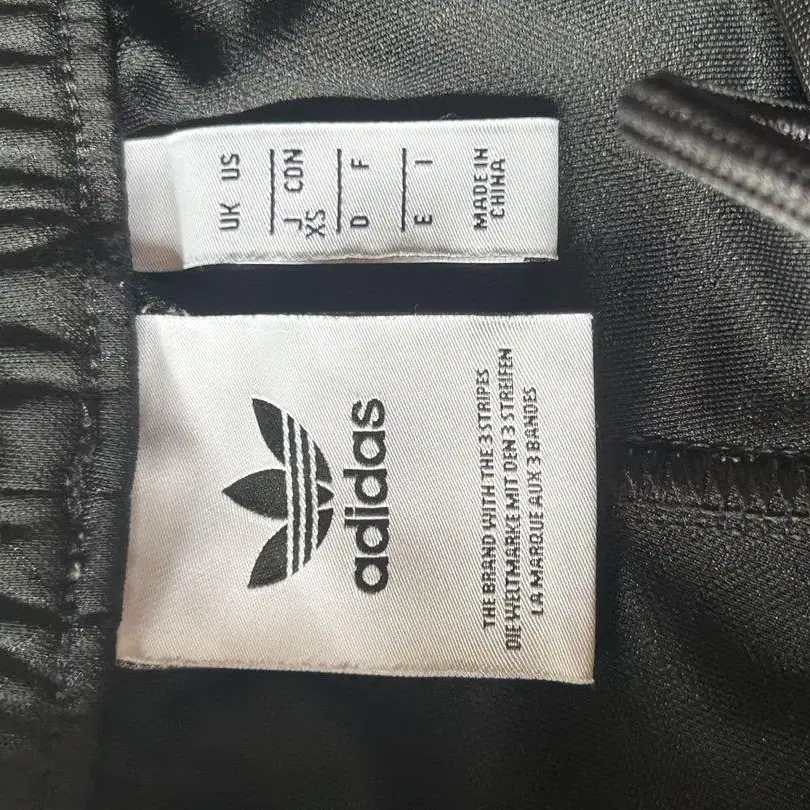 UK US
J CDN
XS
D F
E I
MADE IN
CHINA
adidas
THE BRAND WITH THE 3 STRIPES
DIE WELTMARKE MIT DEN 3 STREIFEN
LA MARQUE AUX 3 BANDES